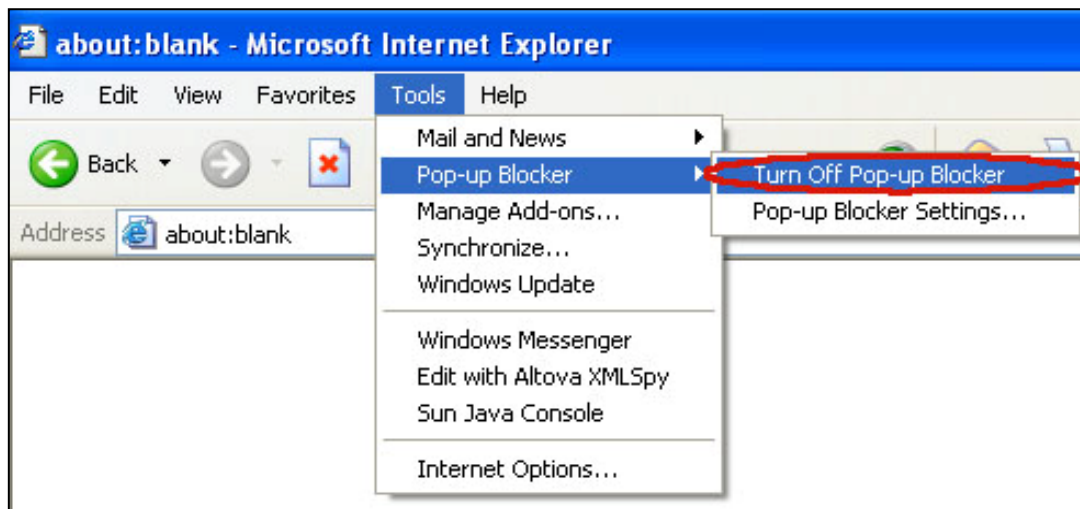 about:blank - Microsoft Internet Explorer
File Edit View Favorites Tools Help
Back
Address about:blank
Mail and News
Pop-up Blocker
Manage Add-ons...
Synchronize...
Windows Update
Windows Messenger
Edit with Altova XMLSpy
Sun Java Console
Internet Options...
Turn Off Pop-up Blocker
Pop-up Blocker Settings...